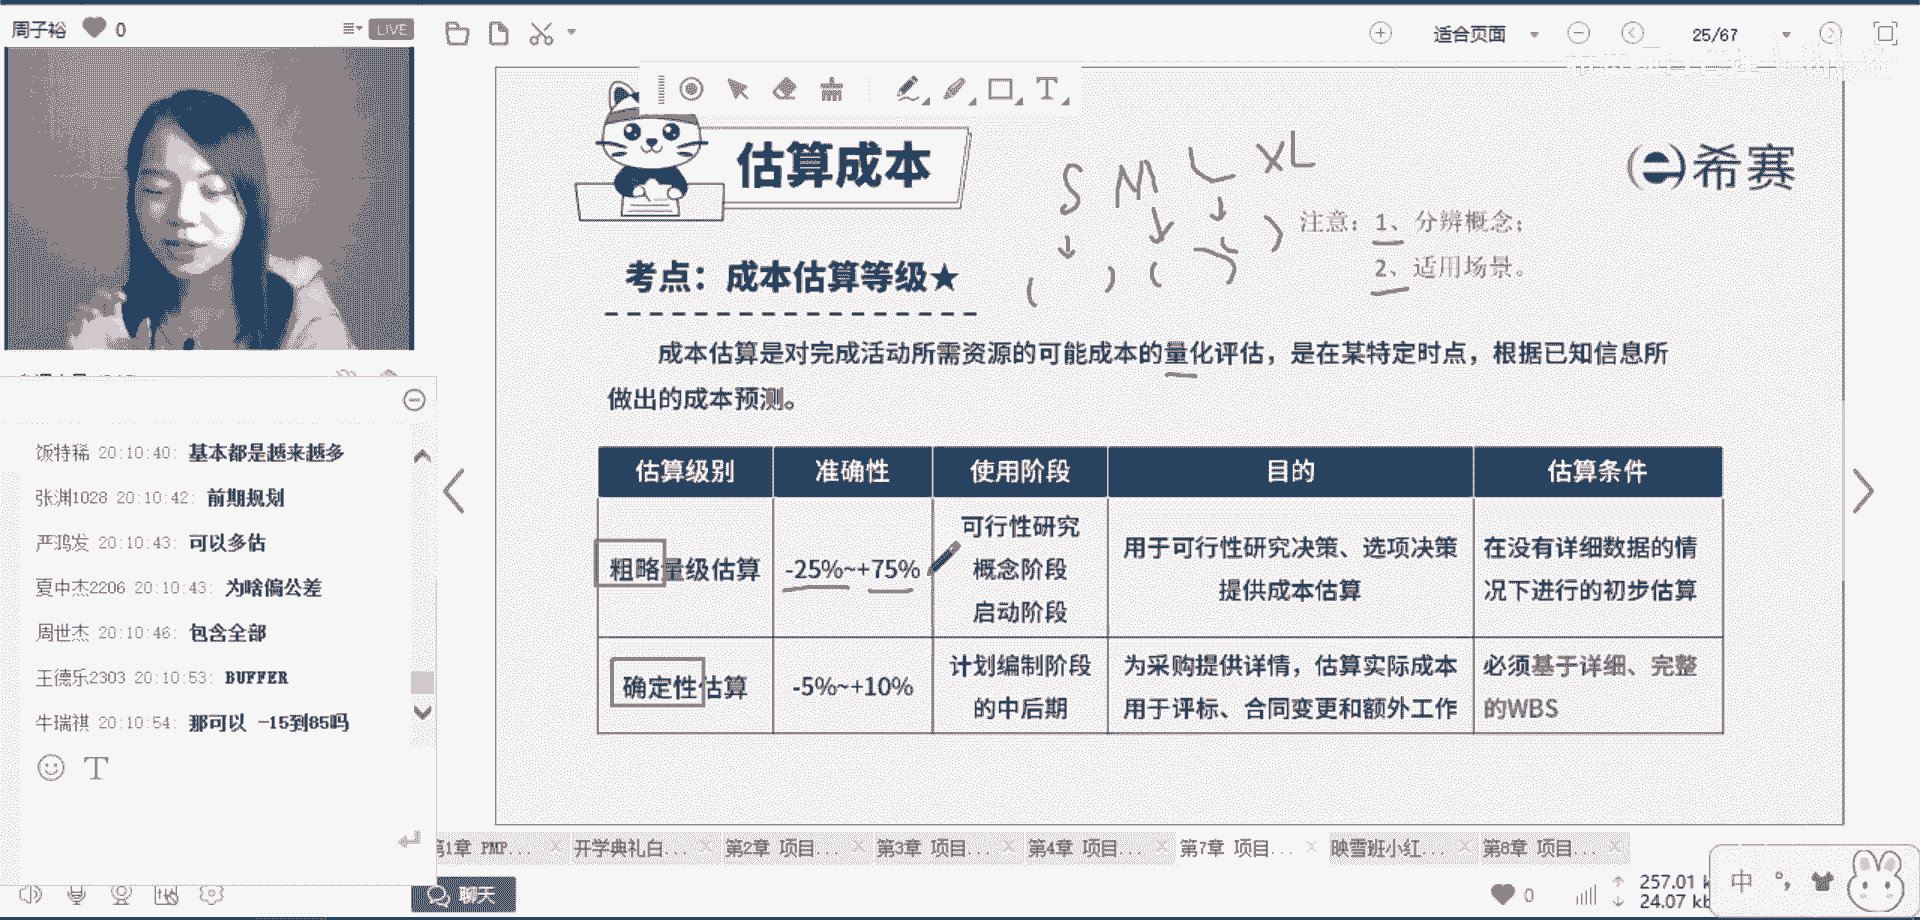 周子裕 0 LIVE
适合页面 25/67
估算成本
希赛
S M L XL
注意：1、分辨概念；
2、适用场景。
考点：成本估算等级★
成本估算是对完成活动所需资源的可能成本的量化评估，是在某特定时点，根据已知信息所
做出的成本预测。
估算级别 准确性 使用阶段 目的 估算条件
粗略量级估算 -25%~+75% 可行性研究 概念阶段 启动阶段 用于可行性研究决策、选项决策 提供成本估算 在没有详细数据的情 况下进行的初步估算
确定性估算 -5%~+10% 计划编制阶段 的中后期 为采购提供详情，估算实际成本 用于评标、合同变更和额外工作 必须基于详细、完整 的WBS
饭特稀 20:10:40: 基本都是越来越多
张渊1028 20:10:42: 前期规划
严鸿发 20:10:43: 可以多估
夏中杰2206 20:10:43: 为啥偏公差
周世杰 20:10:46: 包含全部
王德乐2303 20:10:53: BUFFER
牛瑞祺 20:10:54: 那可以 -15到85吗
T
第1章 PMP... 开学典礼白... 第2章 项目... 第3章 项目... 第4章 项目... 第7章 项目... 映雪班小红... 第8章 项目...
聊天
0
257.01 k
24.07 kb
中